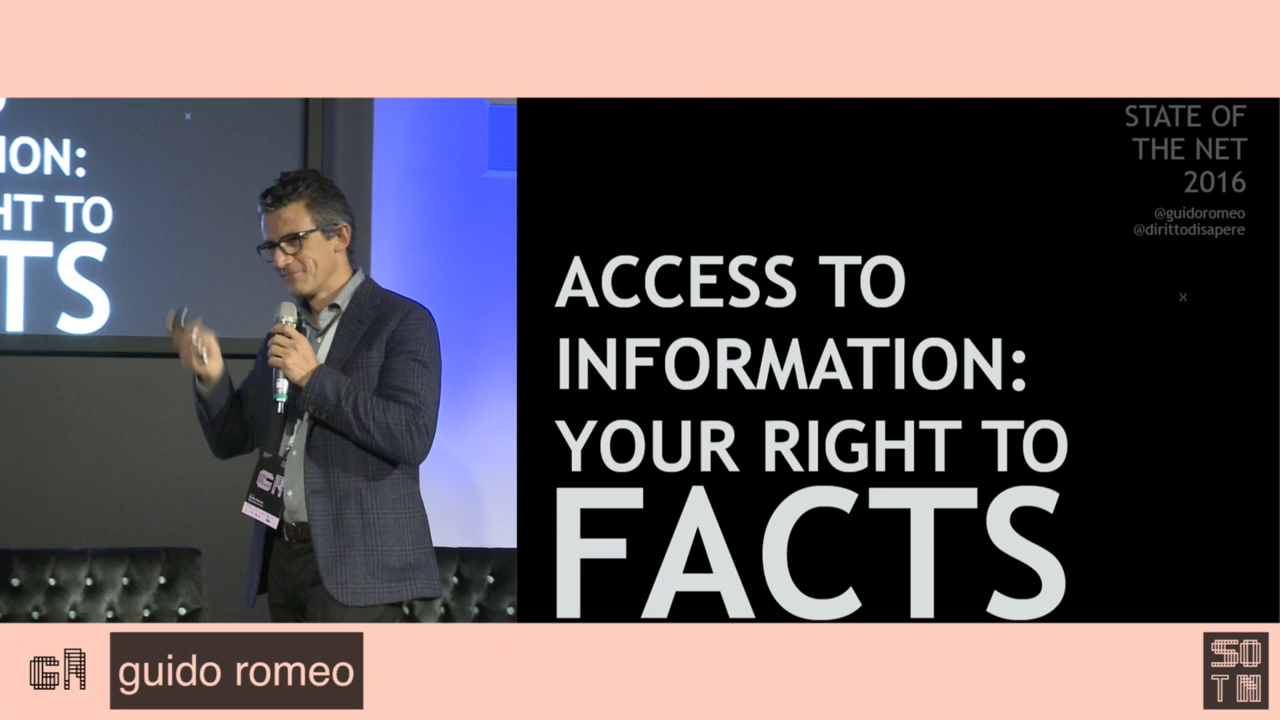 ION:
HT TO
TS
STATE OF
THE NET
2016
@guidoromeo
@dirittodisapere
x
ACCESS TO
INFORMATION:
YOUR RIGHT TO
FACTS
guido romeo
SO
TN